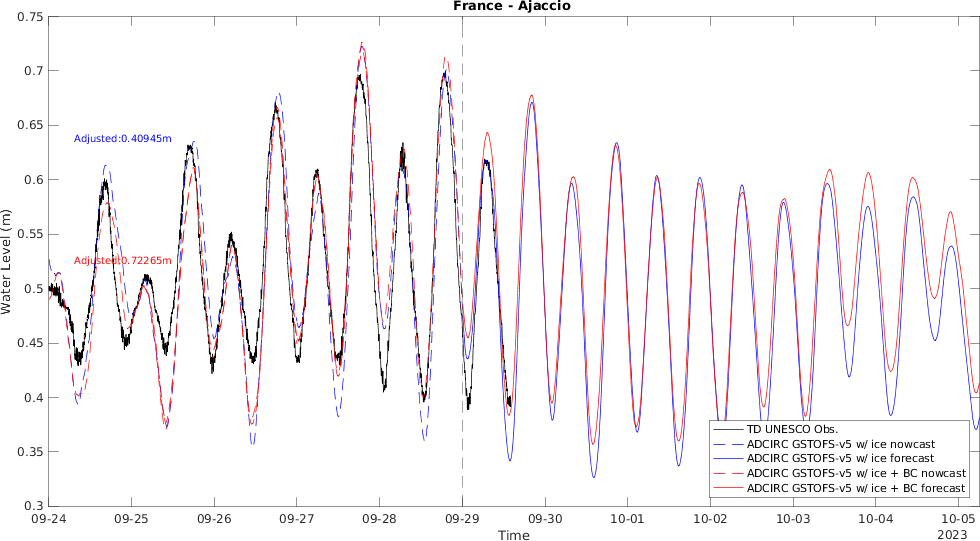 France - Ajaccio
0.75
0.7
0.65
0.6
0.55
0.5
0.45
0.4
0.35
0.3
Water Level (m)
Adjusted:0.40945m
Adjusted:0.72265m
TD UNESCO Obs.
ADCIRC GSTOFS-v5 w/ ice nowcast
ADCIRC GSTOFS-v5 w/ ice forecast
ADCIRC GSTOFS-v5 w/ ice + BC nowcast
ADCIRC GSTOFS-v5 w/ ice + BC forecast
09-24 09-25 09-26 09-27 09-28 09-29 09-30 10-01 10-02 10-03 10-04 10-05
Time
2023